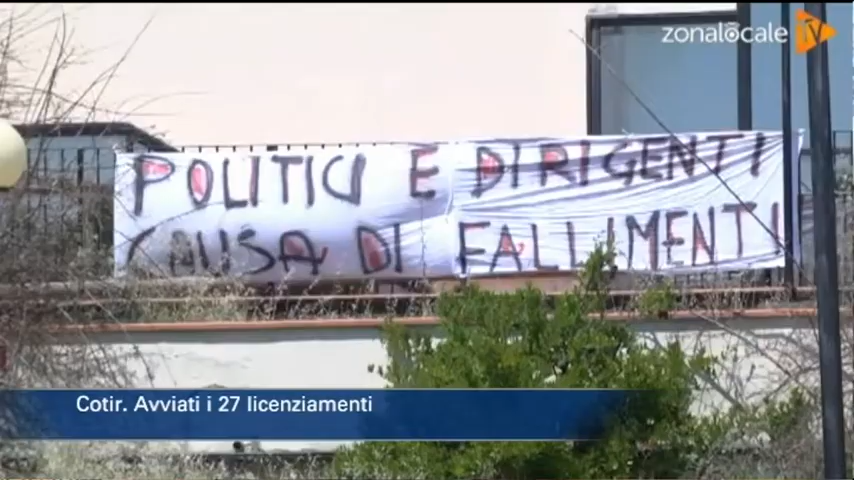 zonalocale TV
POLITICI E DIRIGENTI
CAUSA DI FALLIMENTI
Cotir. Avviati i 27 licenziamenti